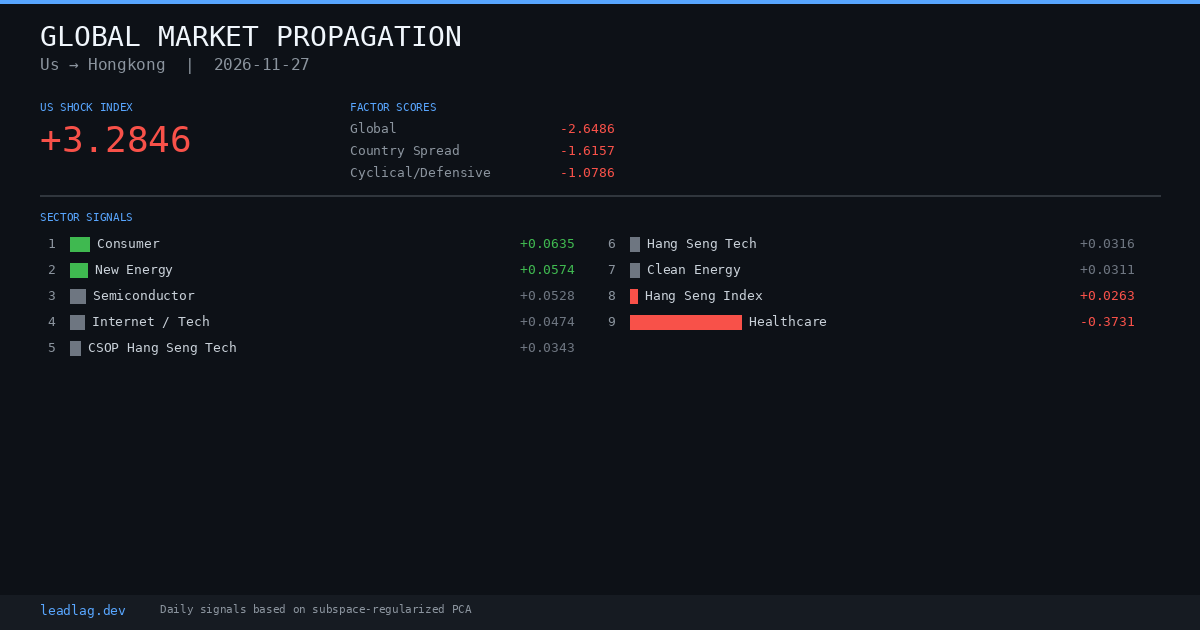 GLOBAL MARKET PROPAGATION
Us → Hongkong | 2026-11-27
US SHOCK INDEX
+3.2846
FACTOR SCORES
Global -2.6486
Country Spread -1.6157
Cyclical/Defensive -1.0786
SECTOR SIGNALS
1 Consumer +0.0635
2 New Energy +0.0574
3 Semiconductor +0.0528
4 Internet / Tech +0.0474
5 CSOP Hang Seng Tech +0.0343
6 Hang Seng Tech +0.0316
7 Clean Energy +0.0311
8 Hang Seng Index +0.0263
9 Healthcare -0.3731
leadlag.dev Daily signals based on subspace-regularized PCA